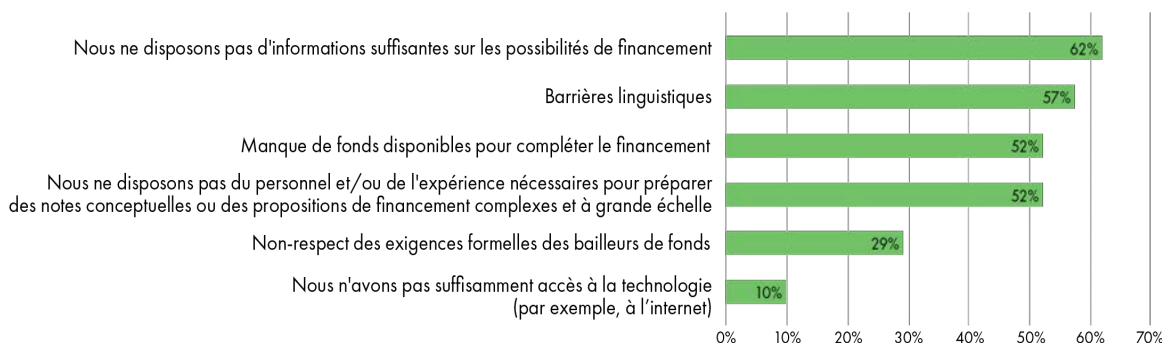 Nous ne disposons pas d'informations suffisantes sur les possibilités de financement
62%
Barrières linguistiques
57%
Manque de fonds disponibles pour compléter le financement
52%
Nous ne disposons pas du personnel et/ou de l'expérience nécessaires pour préparer
des notes conceptuelles ou des propositions de financement complexes et à grande échelle
52%
Non-respect des exigences formelles des bailleurs de fonds
29%
Nous n'avons pas suffisamment accès à la technologie
(par exemple, à l’internet)
10%
0% 10% 20% 30% 40% 50% 60% 70%